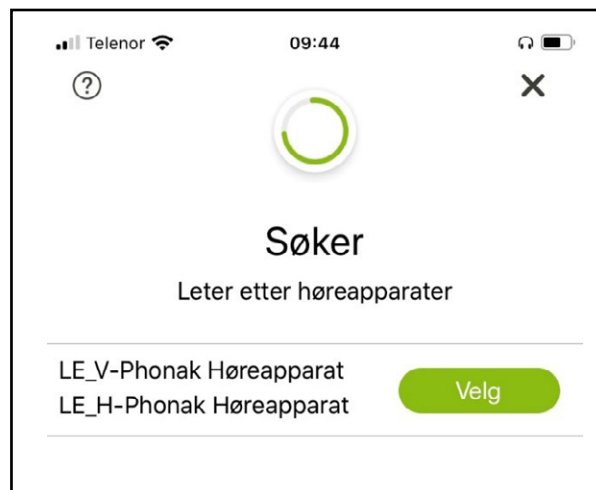 Telenor 09:44
?
Søker
Leter etter høreapparater
LE_V-Phonak Høreapparat
LE_H-Phonak Høreapparat
Velg